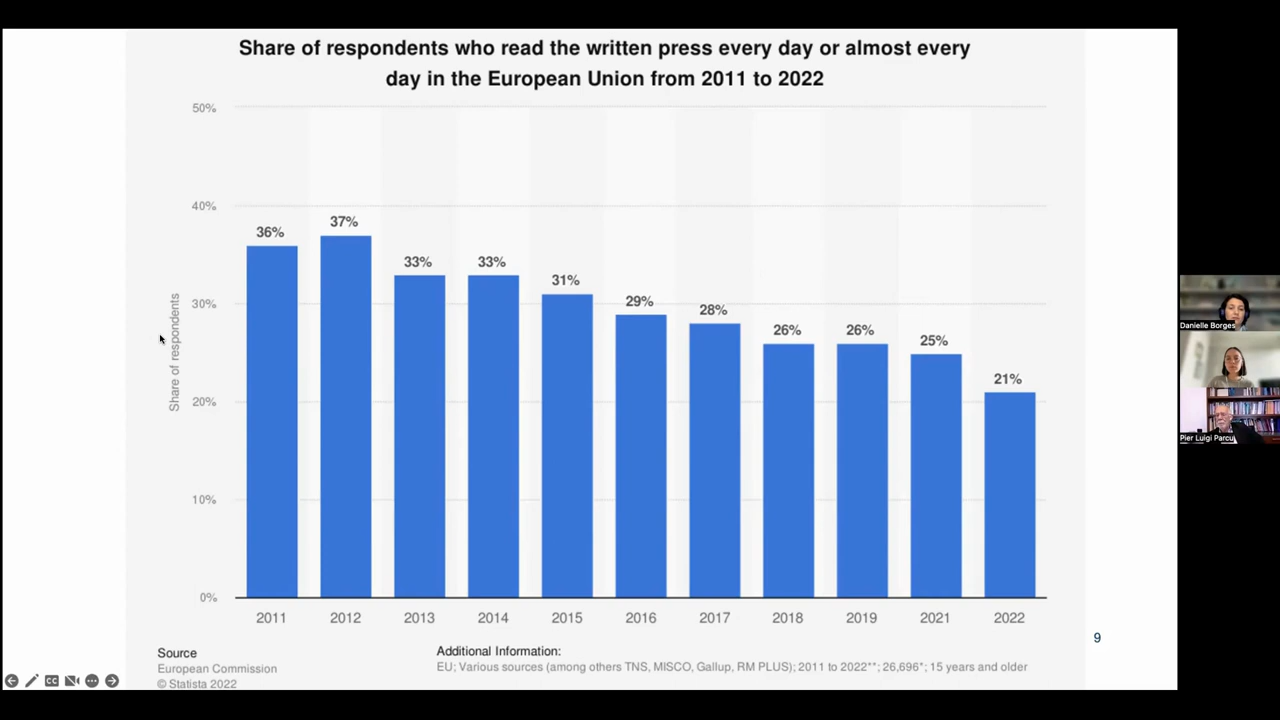 Share of respondents who read the written press every day or almost every
day in the European Union from 2011 to 2022
50%
40%
30%
20%
10%
0%
Share of respondents
36%
37%
33%
33%
31%
29%
28%
26%
26%
25%
21%
2011
2012
2013
2014
2015
2016
2017
2018
2019
2021
2022
Source
European Commission
© Statista 2022
Additional Information:
EU; Various sources (among others TNS, MISCO, Gallup, RM PLUS); 2011 to 2022**; 26,696*; 15 years and older
9
CC
Danielle Borges
Pier Luigi Parcu